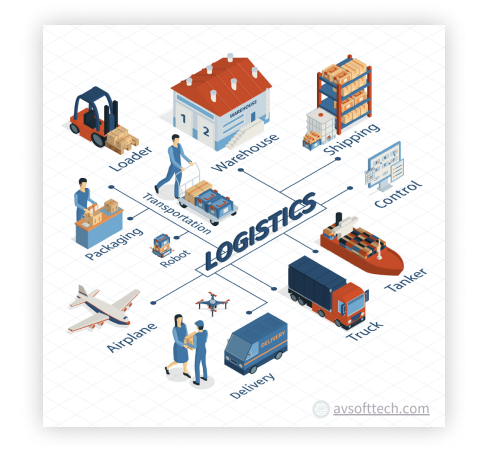 WAREHOUSE
1
2
Loader
Warehouse
Shipping
Control
Transportation
Packaging
Robot
LOGISTICS
Tanker
Airplane
Truck
DELIVERY
Delivery
avsofttech.com